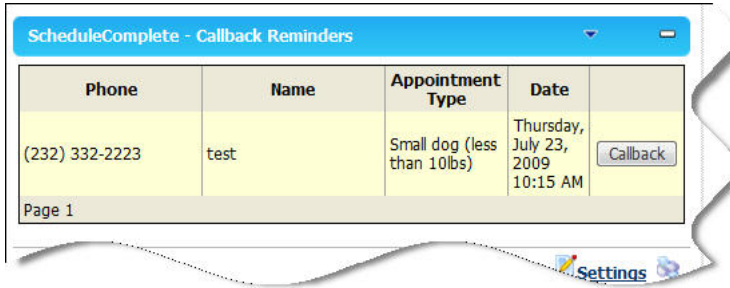 ScheduleComplete - Callback Reminders
Phone Name Appointment Type Date
(232) 332-2223 test Small dog (less than 10lbs) Thursday, July 23, 2009 10:15 AM Callback
Page 1
Settings